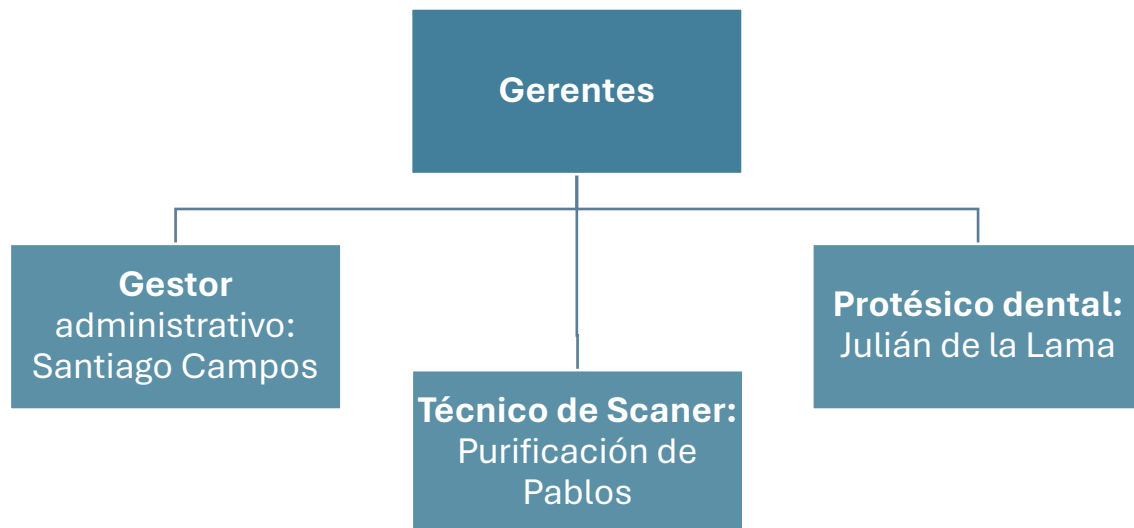 Gerentes
Gestor
administrativo:
Santiago Campos
Técnico de Scaner:
Purificación de
Pablos
Protésico dental:
Julián de la Lama